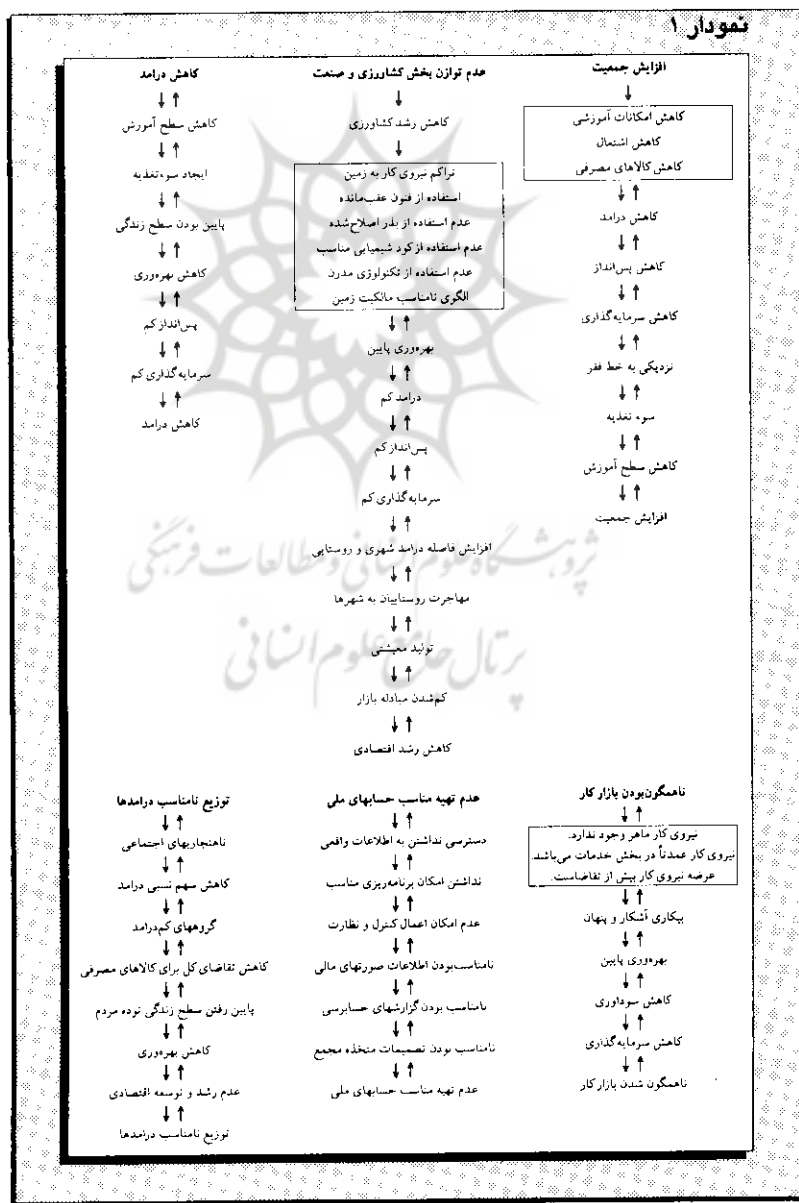 نمودار ۱
افزایش جمعیت
کاهش امکانات آموزشی
کاهش اشتغال
کاهش کالاهای مصرفی
کاهش درآمد
کاهش پس‌انداز
کاهش سرمایه‌گذاری
نزدیکی به خط فقر
سوء تغذیه
کاهش سطح آموزش
افزایش جمعیت
عدم توازن بخش کشاورزی و صنعت
کاهش رشد کشاورزی
تراکم نیروی کار به زمین
استفاده از فنون عقب‌مانده
عدم استفاده از بذر اصلاح‌شده
عدم استفاده از کود شیمیایی مناسب
عدم استفاده از تکنولوژی مدرن
الگوی نامناسب مالکیت زمین
بهره‌وری پایین
درامد کم
پس‌انداز کم
سرمایه‌گذاری کم
افزایش فاصله درامد شهری و روستایی
مهاجرت روستاییان به شهرها
تولید معیشتی
کم‌شدن مبادله بازار
کاهش رشد اقتصادی
کاهش درامد
کاهش سطح آموزش
ایجاد سوء تغذیه
پایین بودن سطح زندگی
کاهش بهره‌وری
پس‌انداز کم
سرمایه‌گذاری کم
کاهش درامد
پژوهشگاه علوم انسانی و مطالعات فرهنگی
پرتال جامع علوم انسانی
ناهمگون‌بودن بازار کار
نیروی کار ماهر وجود ندارد.
نیروی کار عمدتاً در بخش خدمات می‌باشد.
عرضه نیروی کار بیش از تقاضاست.
بیکاری آشکار و پنهان
بهره‌وری پایین
کاهش سوداوری
کاهش سرمایه‌گذاری
ناهمگون شدن بازار کار
عدم تهیه مناسب حسابهای ملی
دسترسی نداشتن به اطلاعات واقعی
نداشتن امکان برنامه‌ریزی مناسب
عدم امکان اعمال کنترل و نظارت
نامناسب‌بودن اطلاعات صورتهای مالی
نامناسب بودن گزارشهای حسابرسی
نامناسب بودن تصمیمات متخذه مجمع
عدم تهیه مناسب حسابهای ملی
توزیع نامناسب درامدها
ناهنجاریهای اجتماعی
کاهش سهم نسبی درامد
گروههای کم‌درامد
کاهش تقاضای کل برای کالاهای مصرفی
پایین رفتن سطح زندگی توده مردم
کاهش بهره‌وری
عدم رشد و توسعه اقتصادی
توزیع نامناسب درامدها